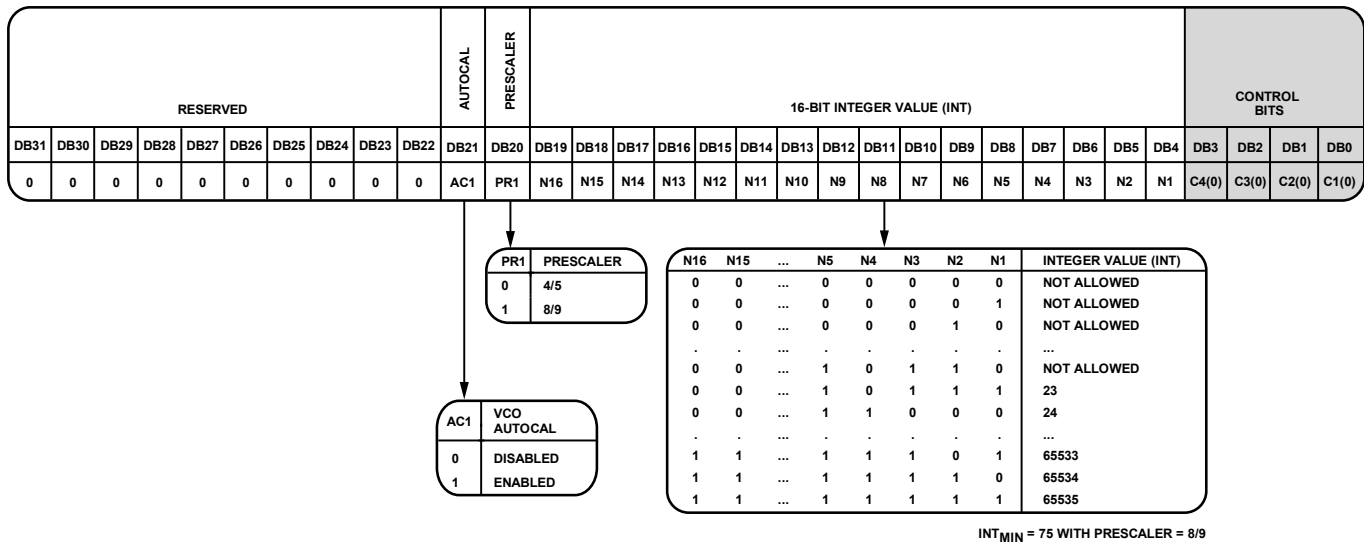 RESERVED AUTOCAL PRESCALER 16-BIT INTEGER VALUE (INT) CONTROL BITS
DB31 DB30 DB29 DB28 DB27 DB26 DB25 DB24 DB23 DB22 DB21 DB20 DB19 DB18 DB17 DB16 DB15 DB14 DB13 DB12 DB11 DB10 DB9 DB8 DB7 DB6 DB5 DB4 DB3 DB2 DB1 DB0
0 0 0 0 0 0 0 0 0 0 AC1 PR1 N16 N15 N14 N13 N12 N11 N10 N9 N8 N7 N6 N5 N4 N3 N2 N1 C4(0) C3(0) C2(0) C1(0)
PR1 PRESCALER
0 4/5
1 8/9
AC1 VCO AUTOCAL
0 DISABLED
1 ENABLED
N16 N15 ... N5 N4 N3 N2 N1 INTEGER VALUE (INT)
0 0 ... 0 0 0 0 0 NOT ALLOWED
0 0 ... 0 0 0 0 1 NOT ALLOWED
0 0 ... 0 0 0 1 0 NOT ALLOWED
. . ... . . . . . ...
0 0 ... 1 0 1 1 0 NOT ALLOWED
0 0 ... 1 0 1 1 1 23
0 0 ... 1 1 0 0 0 24
. . ... . . . . . ...
1 1 ... 1 1 1 0 1 65533
1 1 ... 1 1 1 1 0 65534
1 1 ... 1 1 1 1 1 65535
INTMIN = 75 WITH PRESCALER = 8/9